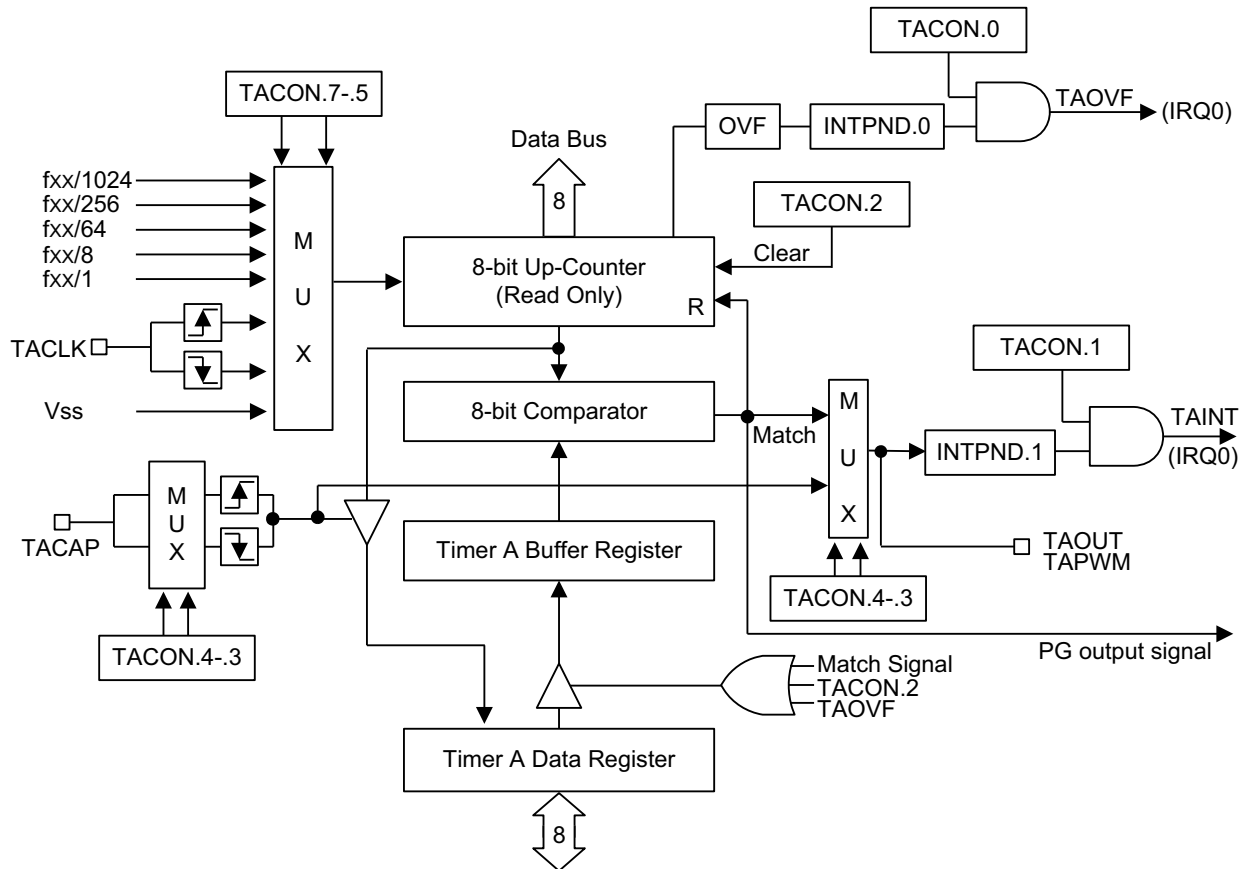 TACON.0
TACON.7-.5
TAOVF
(IRQ0)
OVF
INTPND.0
Data Bus
8
fxx/1024
fxx/256
fxx/64
fxx/8
fxx/1
M
U
X
TACON.2
Clear
8-bit Up-Counter
(Read Only)
R
TACLK
Vss
TACON.1
8-bit Comparator
Match
M
U
X
INTPND.1
TAINT
(IRQ0)
M
U
X
TACAP
Timer A Buffer Register
TAOUT
TAPWM
TACON.4-.3
TACON.4-.3
PG output signal
Match Signal
TACON.2
TAOVF
Timer A Data Register
8